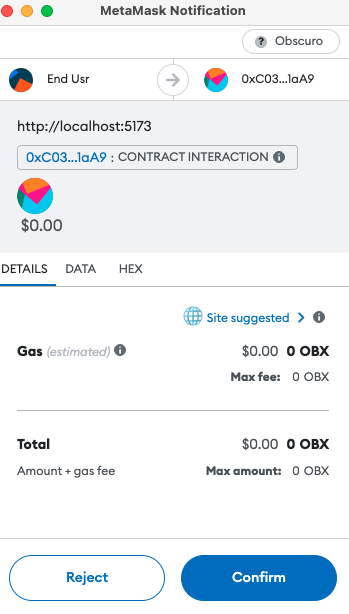 MetaMask Notification
? Obscuro
End Usr
0xC03...1aA9
http://localhost:5173
0xC03...1aA9 : CONTRACT INTERACTION
$0.00
DETAILS DATA HEX
Site suggested >
Gas (estimated) $0.00 0 OBX
Max fee: 0 OBX
Total $0.00 0 OBX
Amount + gas fee Max amount: 0 OBX
Reject Confirm